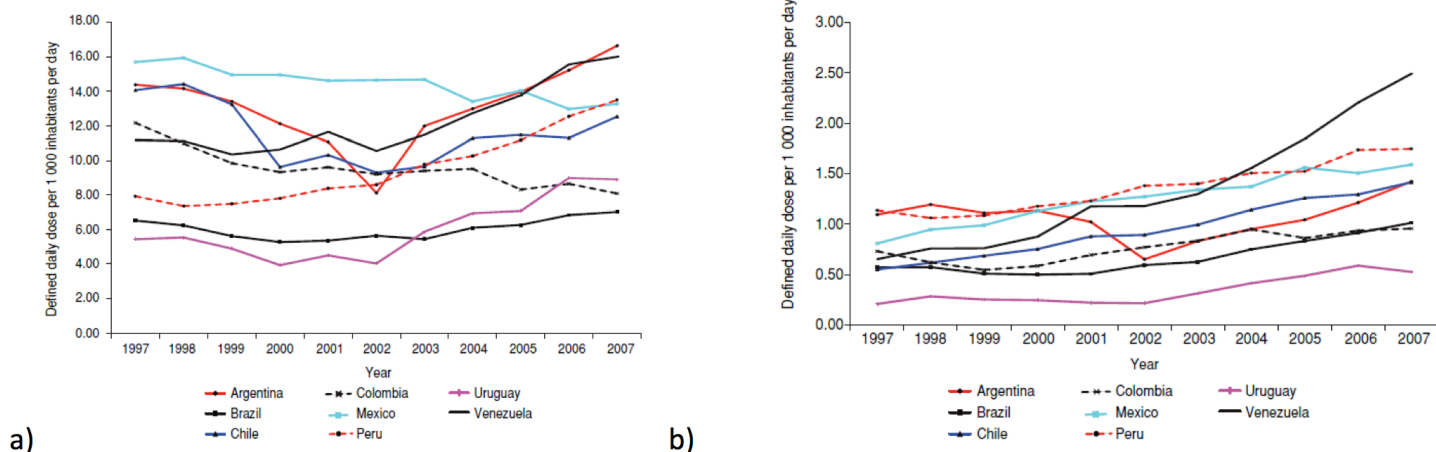 Defined daily dose per 1 000 inhabitants per day
18.00
16.00
14.00
12.00
10.00
8.00
6.00
4.00
2.00
0.00
1997 1998 1999 2000 2001 2002 2003 2004 2005 2006 2007
Year
Argentina Colombia Uruguay
Brazil Mexico Venezuela
Chile Peru
a)
Defined daily dose per 1 000 inhabitants per day
3.00
2.50
2.00
1.50
1.00
0.50
0.00
1997 1998 1999 2000 2001 2002 2003 2004 2005 2006 2007
Year
Argentina Colombia Uruguay
Brazil Mexico Venezuela
Chile Peru
b)